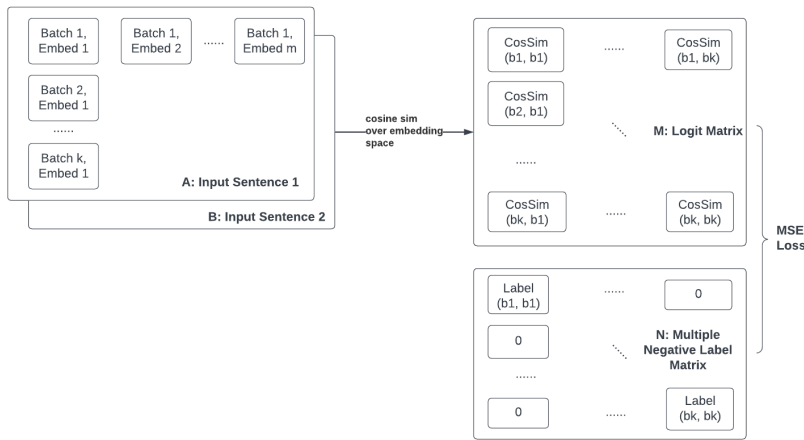 Batch 1,
Embed 1
Batch 1,
Embed 2
......
Batch 1,
Embed m
Batch 2,
Embed 1
......
Batch k,
Embed 1
A: Input Sentence 1
B: Input Sentence 2
cosine sim
over embedding
space
CosSim
(b1, b1)
......
CosSim
(b1, bk)
CosSim
(b2, b1)
......
M: Logit Matrix
......
CosSim
(bk, b1)
......
CosSim
(bk, bk)
MSE
Loss
Label
(b1, b1)
......
0
0
......
N: Multiple
Negative Label
Matrix
......
0
......
Label
(bk, bk)